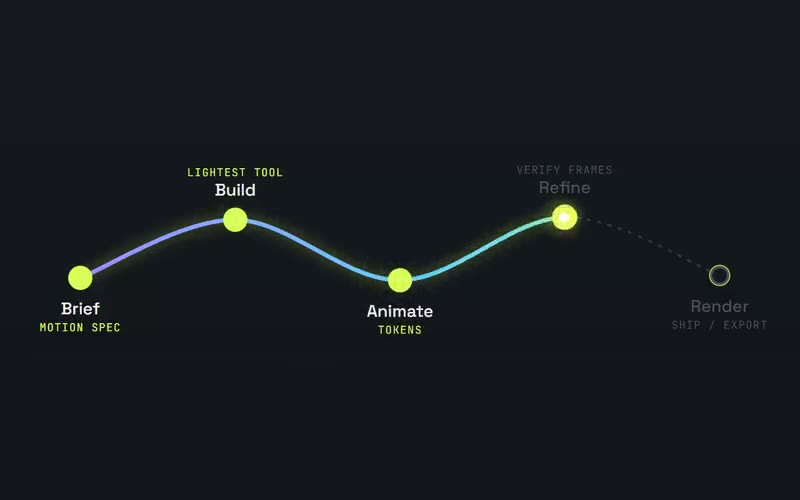 Brief
MOTION SPEC
LIGHTEST TOOL
Build
Animate
TOKENS
VERIFY FRAMES
Refine
Render
SHIP / EXPORT